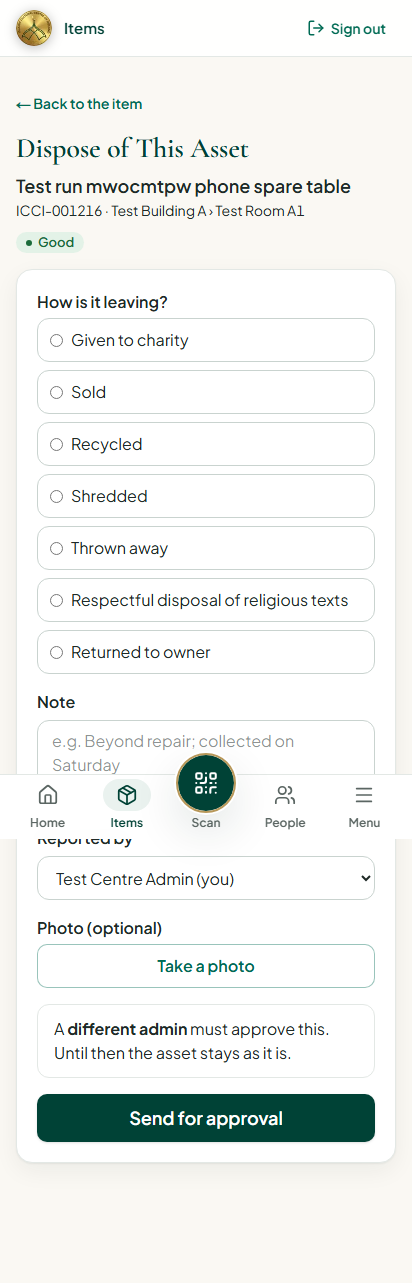 Items
Sign out
← Back to the item
Dispose of This Asset
Test run mwocmtpw phone spare table
ICCI-001216 · Test Building A › Test Room A1
Good
How is it leaving?
Given to charity
Sold
Recycled
Shredded
Thrown away
Respectful disposal of religious texts
Returned to owner
Note
e.g. Beyond repair; collected on
Saturday
Home
Items
Scan
People
Menu
Reported by
Test Centre Admin (you)
Photo (optional)
Take a photo
A different admin must approve this.
Until then the asset stays as it is.
Send for approval